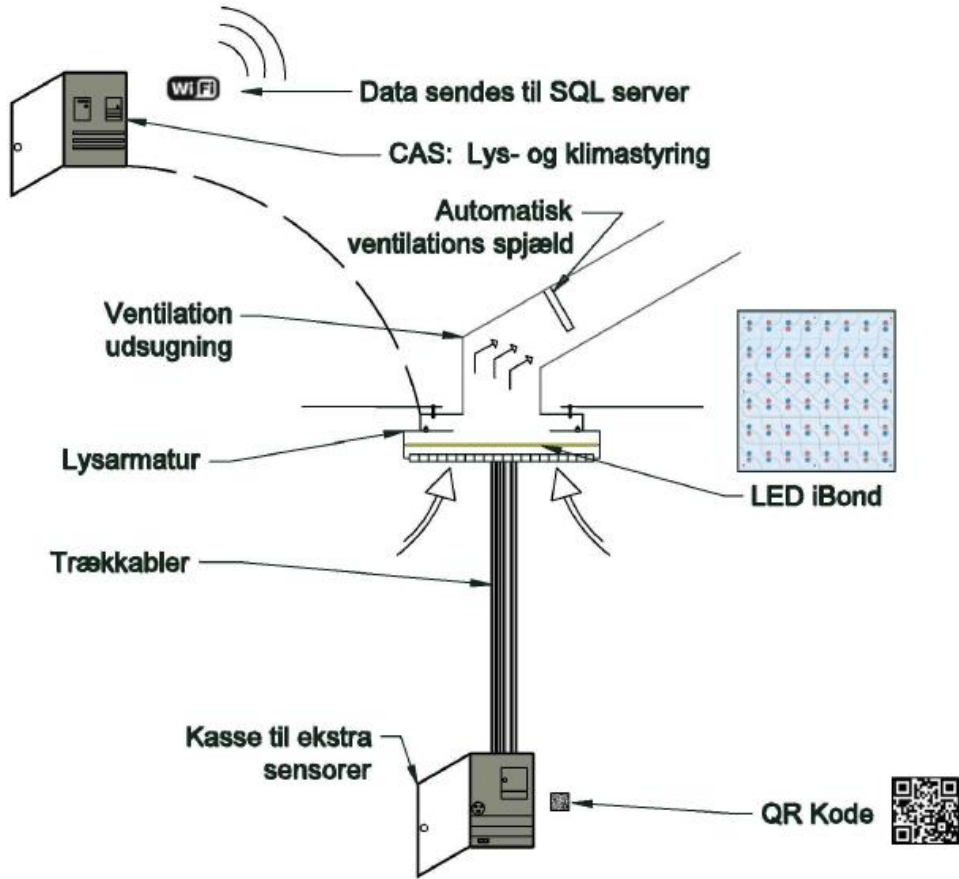 WiFi
Data sendes til SQL server
CAS: Lys- og klimastyring
Automatisk
ventilations spjæld
Ventilation
udsugning
Lysarmatur
LED iBond
Trækkabler
Kasse til ekstra
sensorer
QR Kode